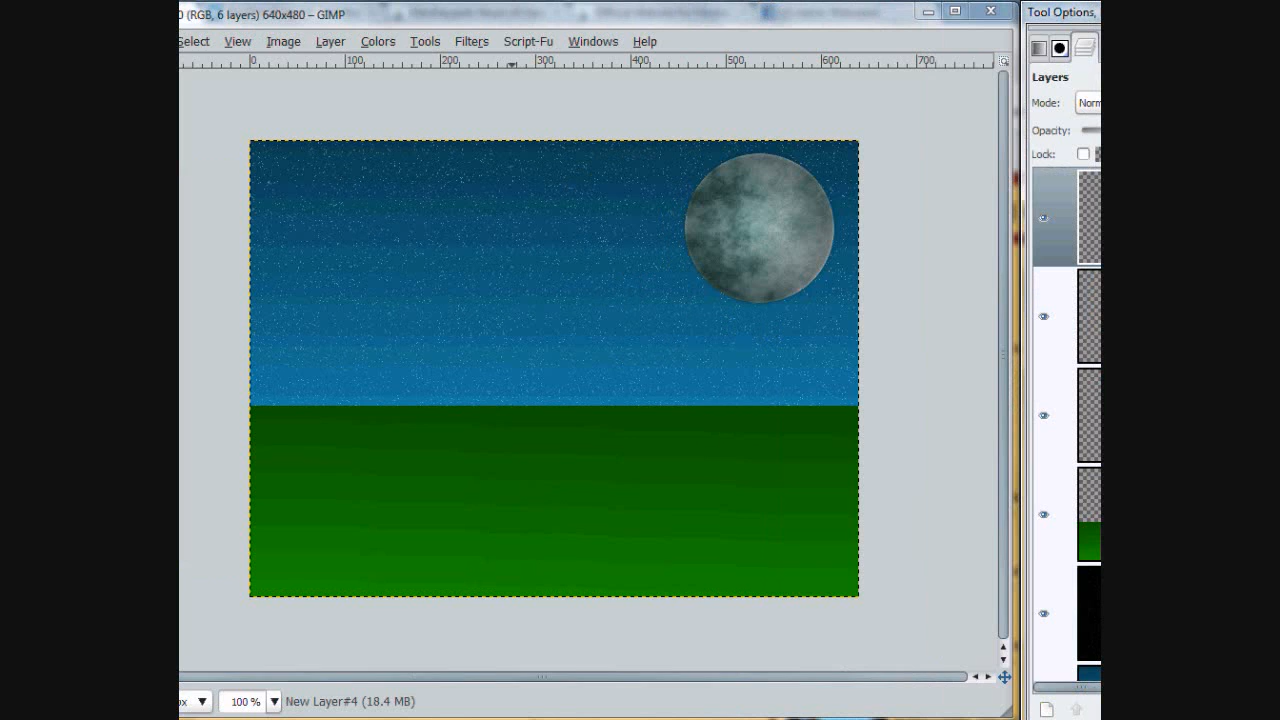 0 (RGB, 6 layers) 640x480 – GIMP
Tool Options,
Select View Image Layer Colors Tools Filters Script-Fu Windows Help
0 100 200 300 400 500 600 700
Layers
Mode: Norm
Opacity:
Lock:
px 100 % New Layer#4 (18.4 MB)